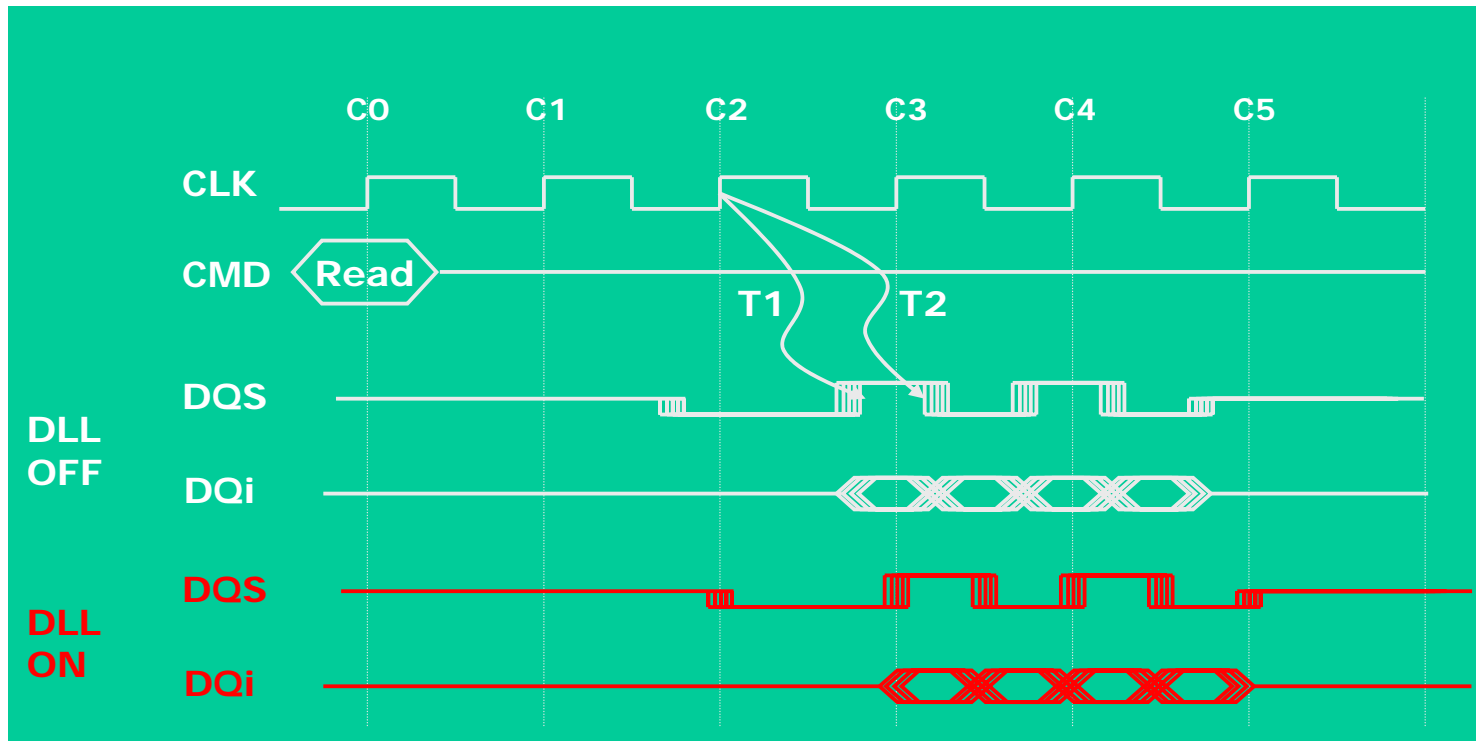 C0 C1 C2 C3 C4 C5
CLK
CMD Read
T1 T2
DQS
DLL
OFF
DQi
DQS
DLL
ON
DQi